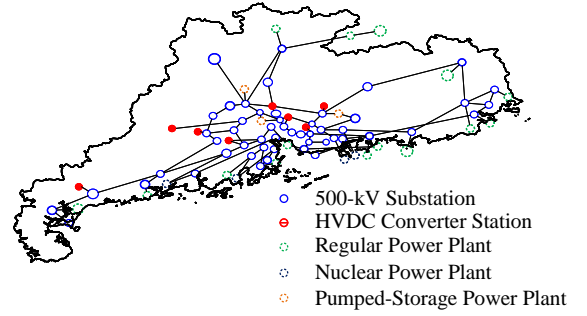 500-kV Substation
HVDC Converter Station
Regular Power Plant
Nuclear Power Plant
Pumped-Storage Power Plant